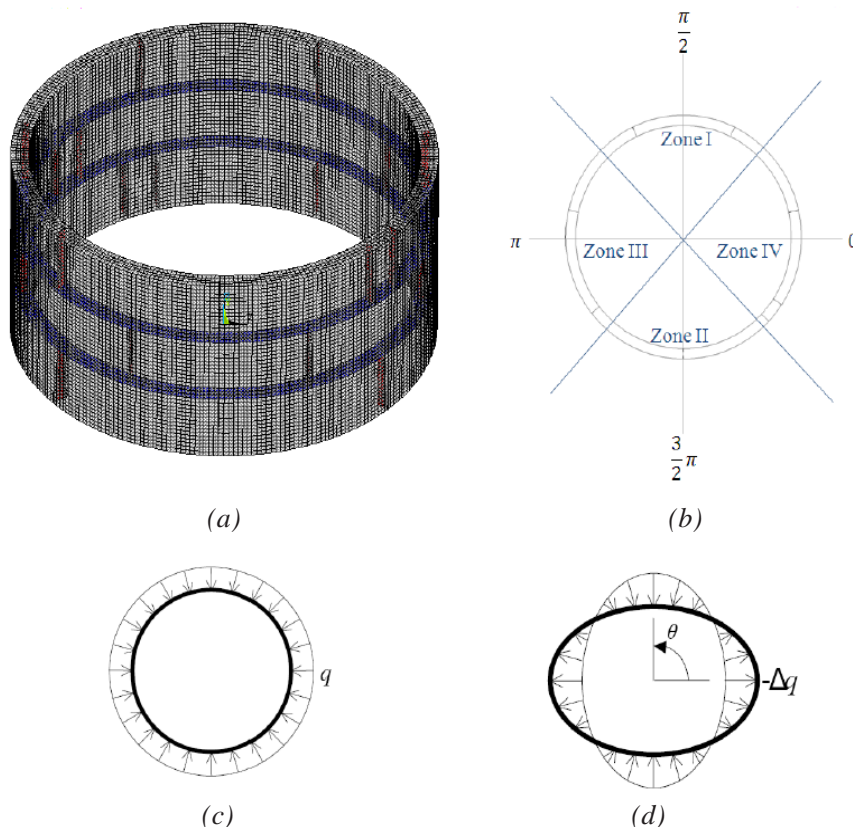 π/2
Zone I
π
Zone III
Zone IV
0
Zone II
3/2 π
(a)
(b)
q
θ
-Δq
(c)
(d)